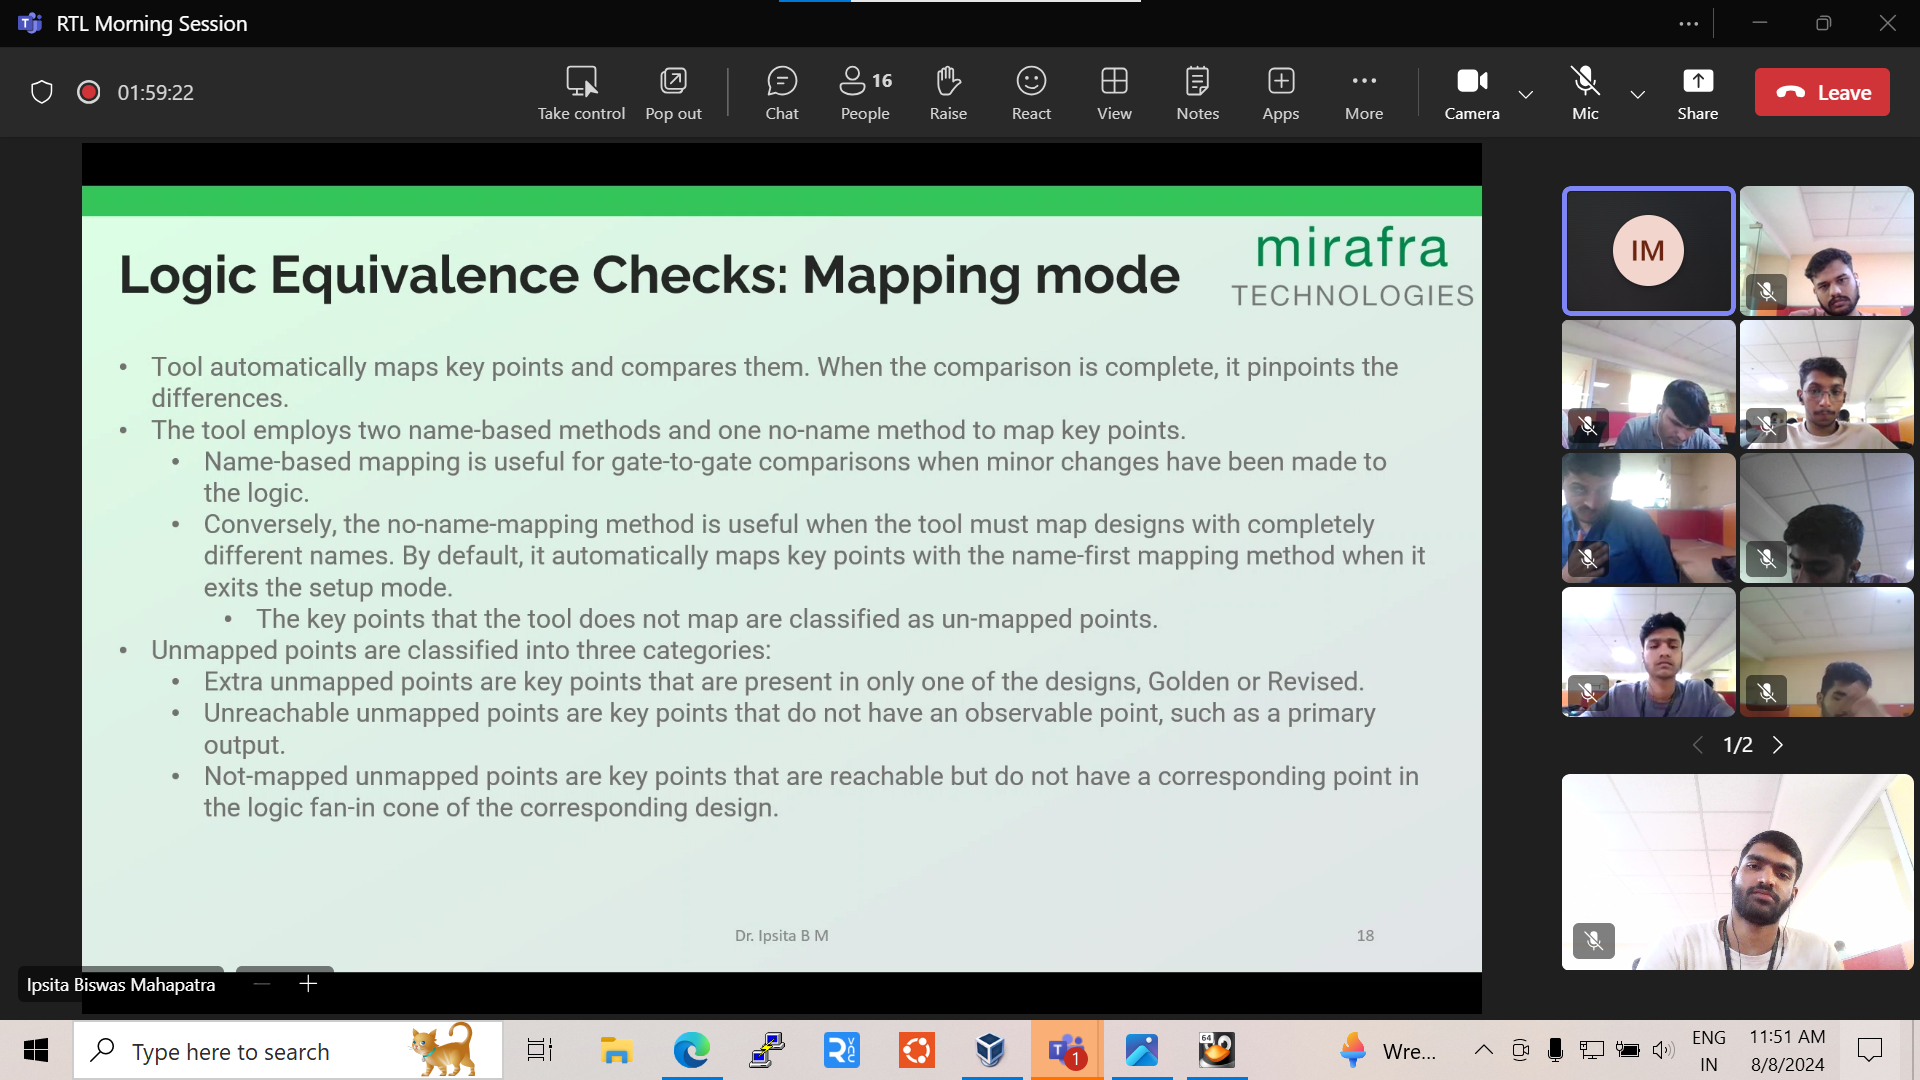 RTL Morning Session
01:59:22
Take control
Pop out
Chat
16
People
Raise
React
View
Notes
Apps
More
Camera
Mic
Share
Leave
mirafra
TECHNOLOGIES
Logic Equivalence Checks: Mapping mode
• Tool automatically maps key points and compares them. When the comparison is complete, it pinpoints the
differences.
• The tool employs two name-based methods and one no-name method to map key points.
• Name-based mapping is useful for gate-to-gate comparisons when minor changes have been made to
the logic.
• Conversely, the no-name-mapping method is useful when the tool must map designs with completely
different names. By default, it automatically maps key points with the name-first mapping method when it
exits the setup mode.
• The key points that the tool does not map are classified as un-mapped points.
• Unmapped points are classified into three categories:
• Extra unmapped points are key points that are present in only one of the designs, Golden or Revised.
• Unreachable unmapped points are key points that do not have an observable point, such as a primary
output.
• Not-mapped unmapped points are key points that are reachable but do not have a corresponding point in
the logic fan-in cone of the corresponding design.
Dr. Ipsita B M
18
IM
1/2
Ipsita Biswas Mahapatra
Type here to search
1
64
Wre...
ENG
IN
11:51 AM
8/8/2024